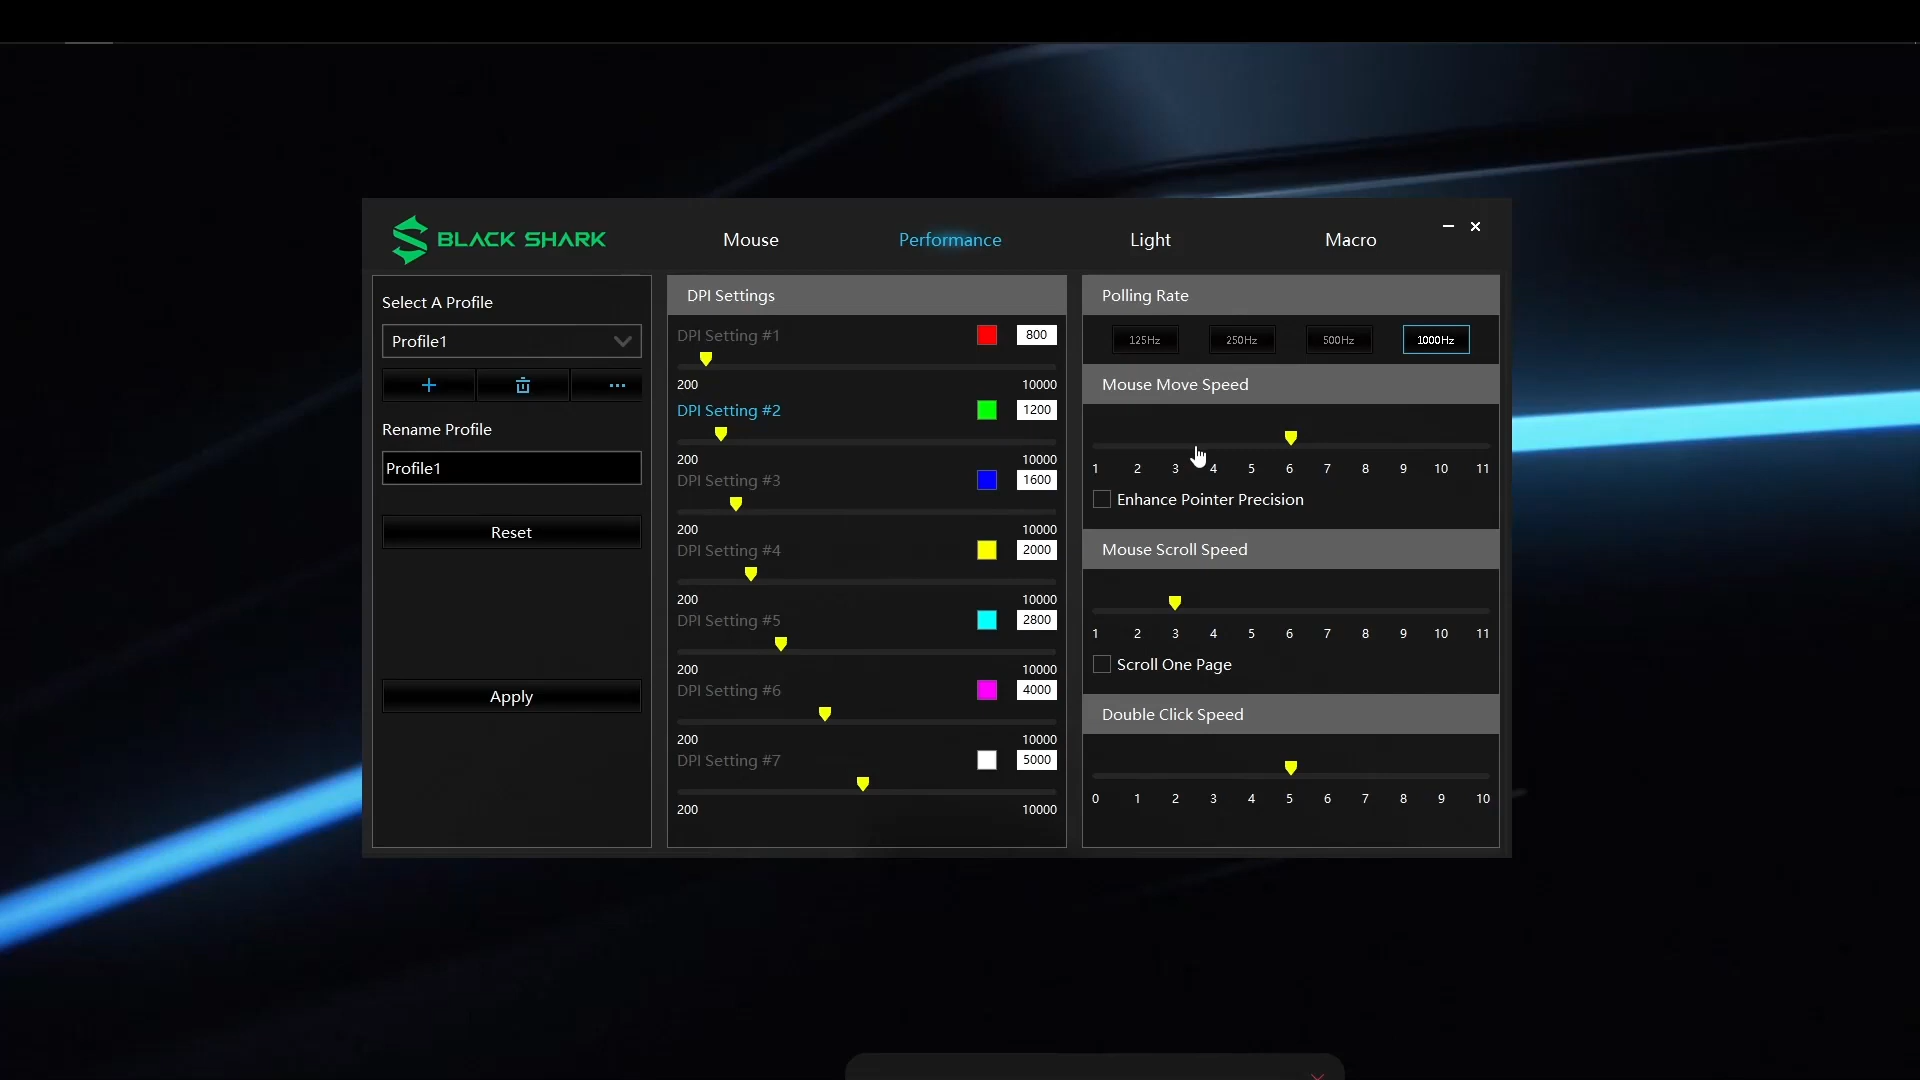 BLACK SHARK
Mouse
Performance
Light
Macro
Select A Profile
Profile1
Rename Profile
Profile1
Reset
Apply
DPI Settings
DPI Setting #1
800
200
10000
DPI Setting #2
1200
200
10000
DPI Setting #3
1600
200
10000
DPI Setting #4
2000
200
10000
DPI Setting #5
2800
200
10000
DPI Setting #6
4000
200
10000
DPI Setting #7
5000
200
10000
Polling Rate
125Hz 250Hz 500Hz 1000Hz
Mouse Move Speed
1 2 3 4 5 6 7 8 9 10 11
Enhance Pointer Precision
Mouse Scroll Speed
1 2 3 4 5 6 7 8 9 10 11
Scroll One Page
Double Click Speed
0 1 2 3 4 5 6 7 8 9 10